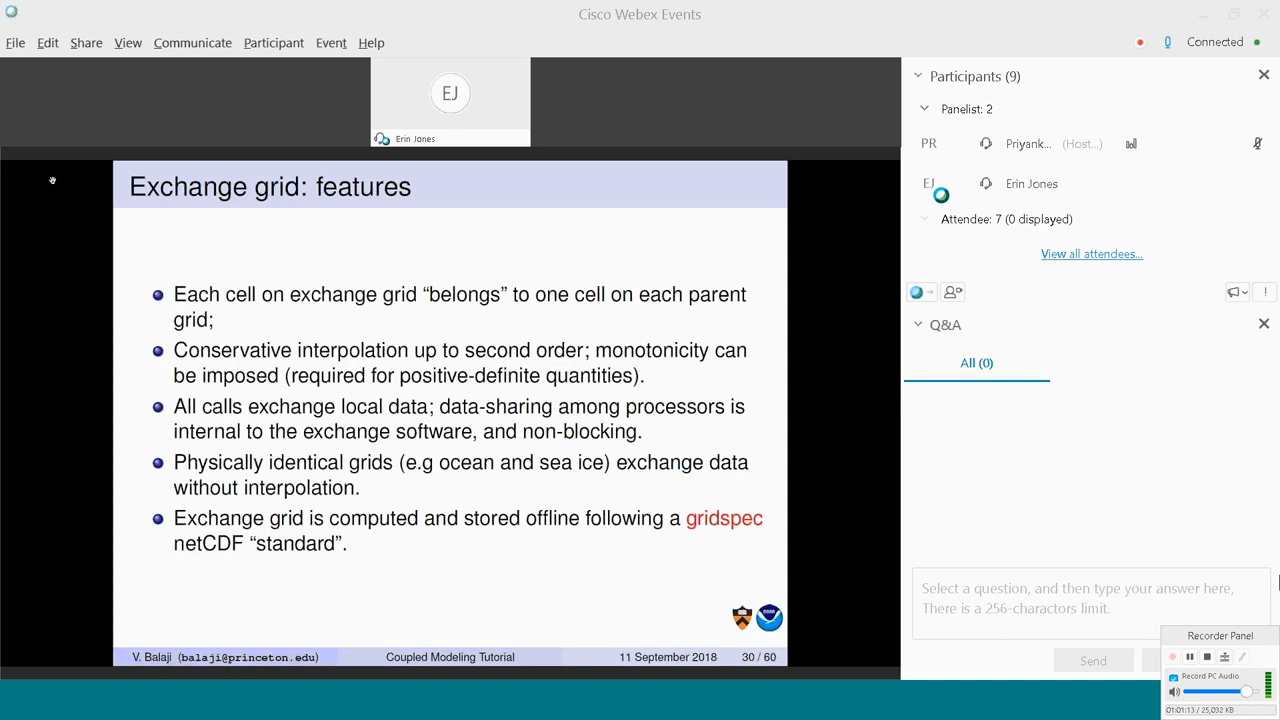 Cisco Webex Events
File Edit Share View Communicate Participant Event Help
Connected
EJ
Erin Jones
Participants (9)
Panelist: 2
PR Priyank... (Host...)
EJ Erin Jones
Attendee: 7 (0 displayed)
View all attendees...
Q&A
All (0)
Select a question, and then type your answer here,
There is a 256-charactors limit.
Send
Exchange grid: features
Each cell on exchange grid “belongs” to one cell on each parent
grid;
Conservative interpolation up to second order; monotonicity can
be imposed (required for positive-definite quantities).
All calls exchange local data; data-sharing among processors is
internal to the exchange software, and non-blocking.
Physically identical grids (e.g ocean and sea ice) exchange data
without interpolation.
Exchange grid is computed and stored offline following a gridspec
netCDF “standard”.
V. Balaji (balaji@princeton.edu) Coupled Modeling Tutorial 11 September 2018 30 / 60
Recorder Panel
Record PC Audio
01:01:13 / 25,032 KB